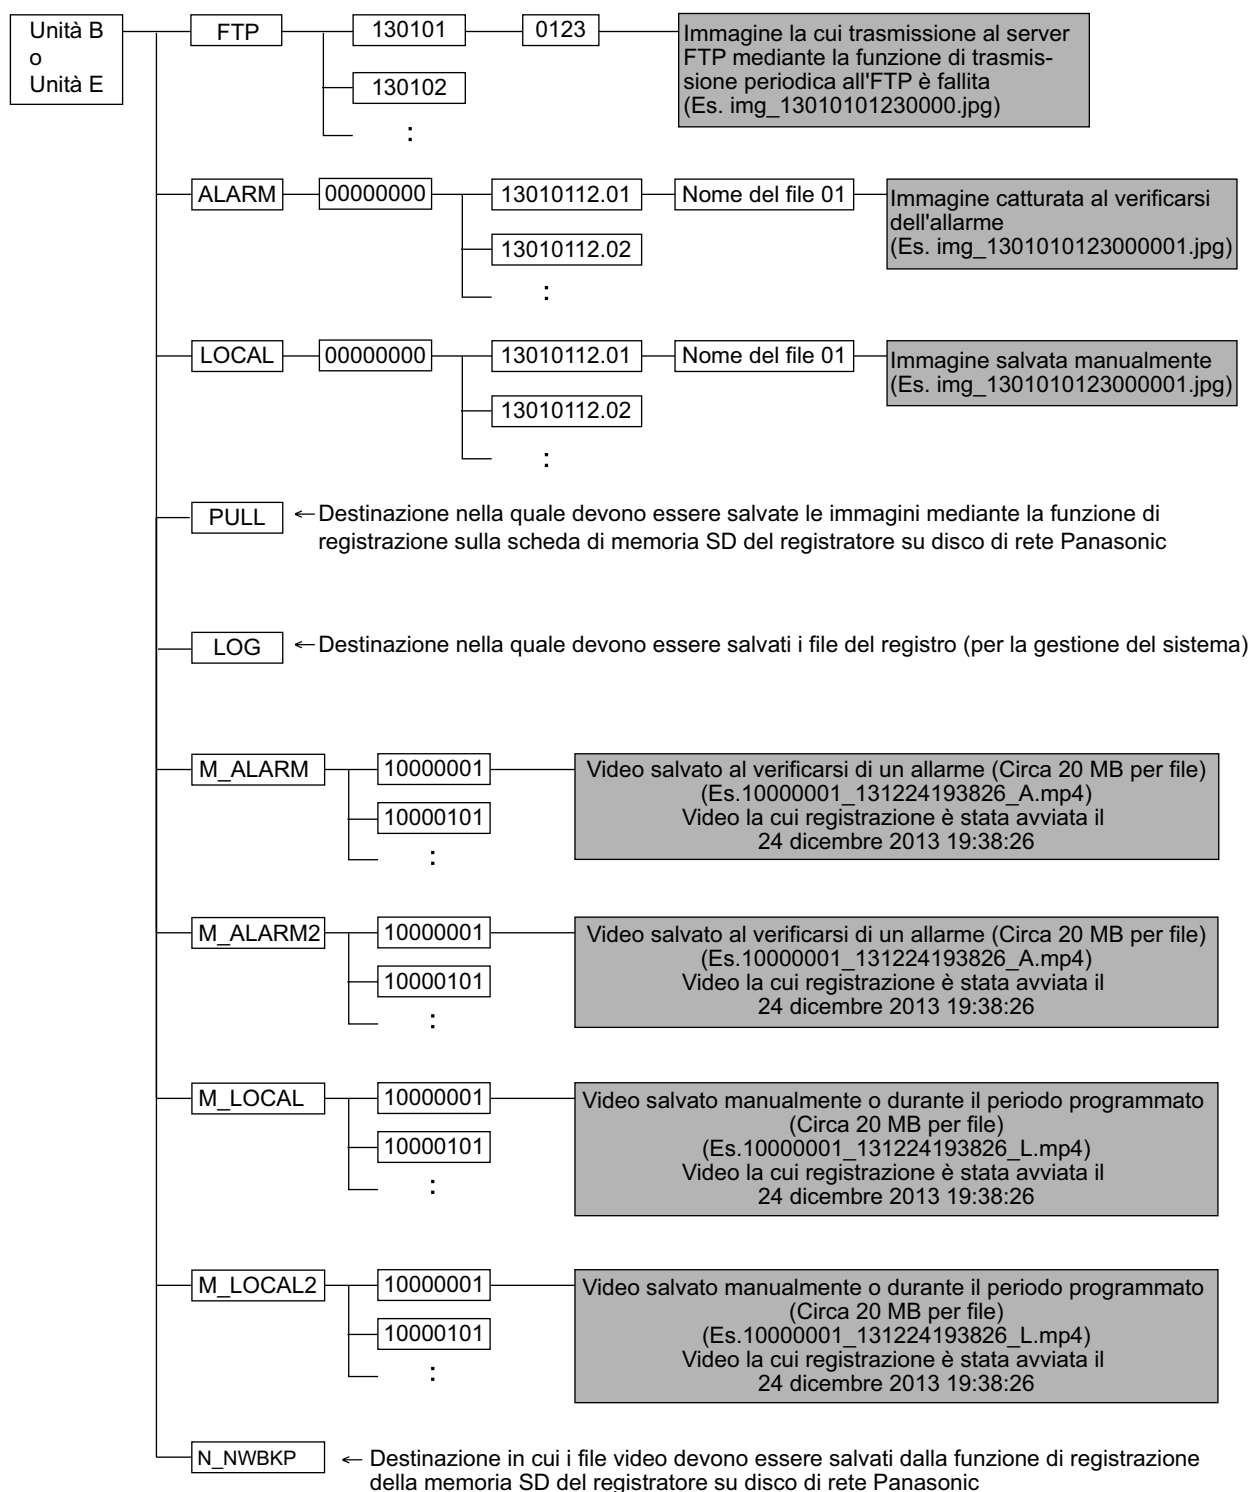 Unità B
o
Unità E
FTP
130101
0123
Immagine la cui trasmissione al server
FTP mediante la funzione di trasmis-
sione periodica all'FTP è fallita
(Es. img_13010101230000.jpg)
130102
:
ALARM
00000000
13010112.01
Nome del file 01
Immagine catturata al verificarsi
dell'allarme
(Es. img_1301010123000001.jpg)
13010112.02
:
LOCAL
00000000
13010112.01
Nome del file 01
Immagine salvata manualmente
(Es. img_1301010123000001.jpg)
13010112.02
:
PULL
←Destinazione nella quale devono essere salvate le immagini mediante la funzione di
registrazione sulla scheda di memoria SD del registratore su disco di rete Panasonic
LOG
←Destinazione nella quale devono essere salvati i file del registro (per la gestione del sistema)
M_ALARM
10000001
Video salvato al verificarsi di un allarme (Circa 20 MB per file)
(Es.10000001_131224193826_A.mp4)
Video la cui registrazione è stata avviata il
24 dicembre 2013 19:38:26
10000101
:
M_ALARM2
10000001
Video salvato al verificarsi di un allarme (Circa 20 MB per file)
(Es.10000001_131224193826_A.mp4)
Video la cui registrazione è stata avviata il
24 dicembre 2013 19:38:26
10000101
:
M_LOCAL
10000001
Video salvato manualmente o durante il periodo programmato
(Circa 20 MB per file)
(Es.10000001_131224193826_L.mp4)
Video la cui registrazione è stata avviata il
24 dicembre 2013 19:38:26
10000101
:
M_LOCAL2
10000001
Video salvato manualmente o durante il periodo programmato
(Circa 20 MB per file)
(Es.10000001_131224193826_L.mp4)
Video la cui registrazione è stata avviata il
24 dicembre 2013 19:38:26
10000101
:
N_NWBKP
← Destinazione in cui i file video devono essere salvati dalla funzione di registrazione
della memoria SD del registratore su disco di rete Panasonic